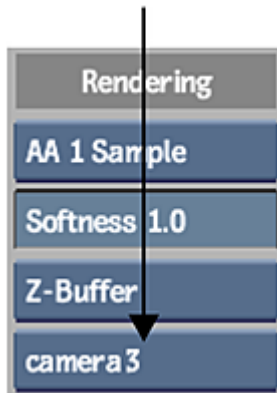 Rendering
AA 1 Sample
Softness 1.0
Z-Buffer
camera3